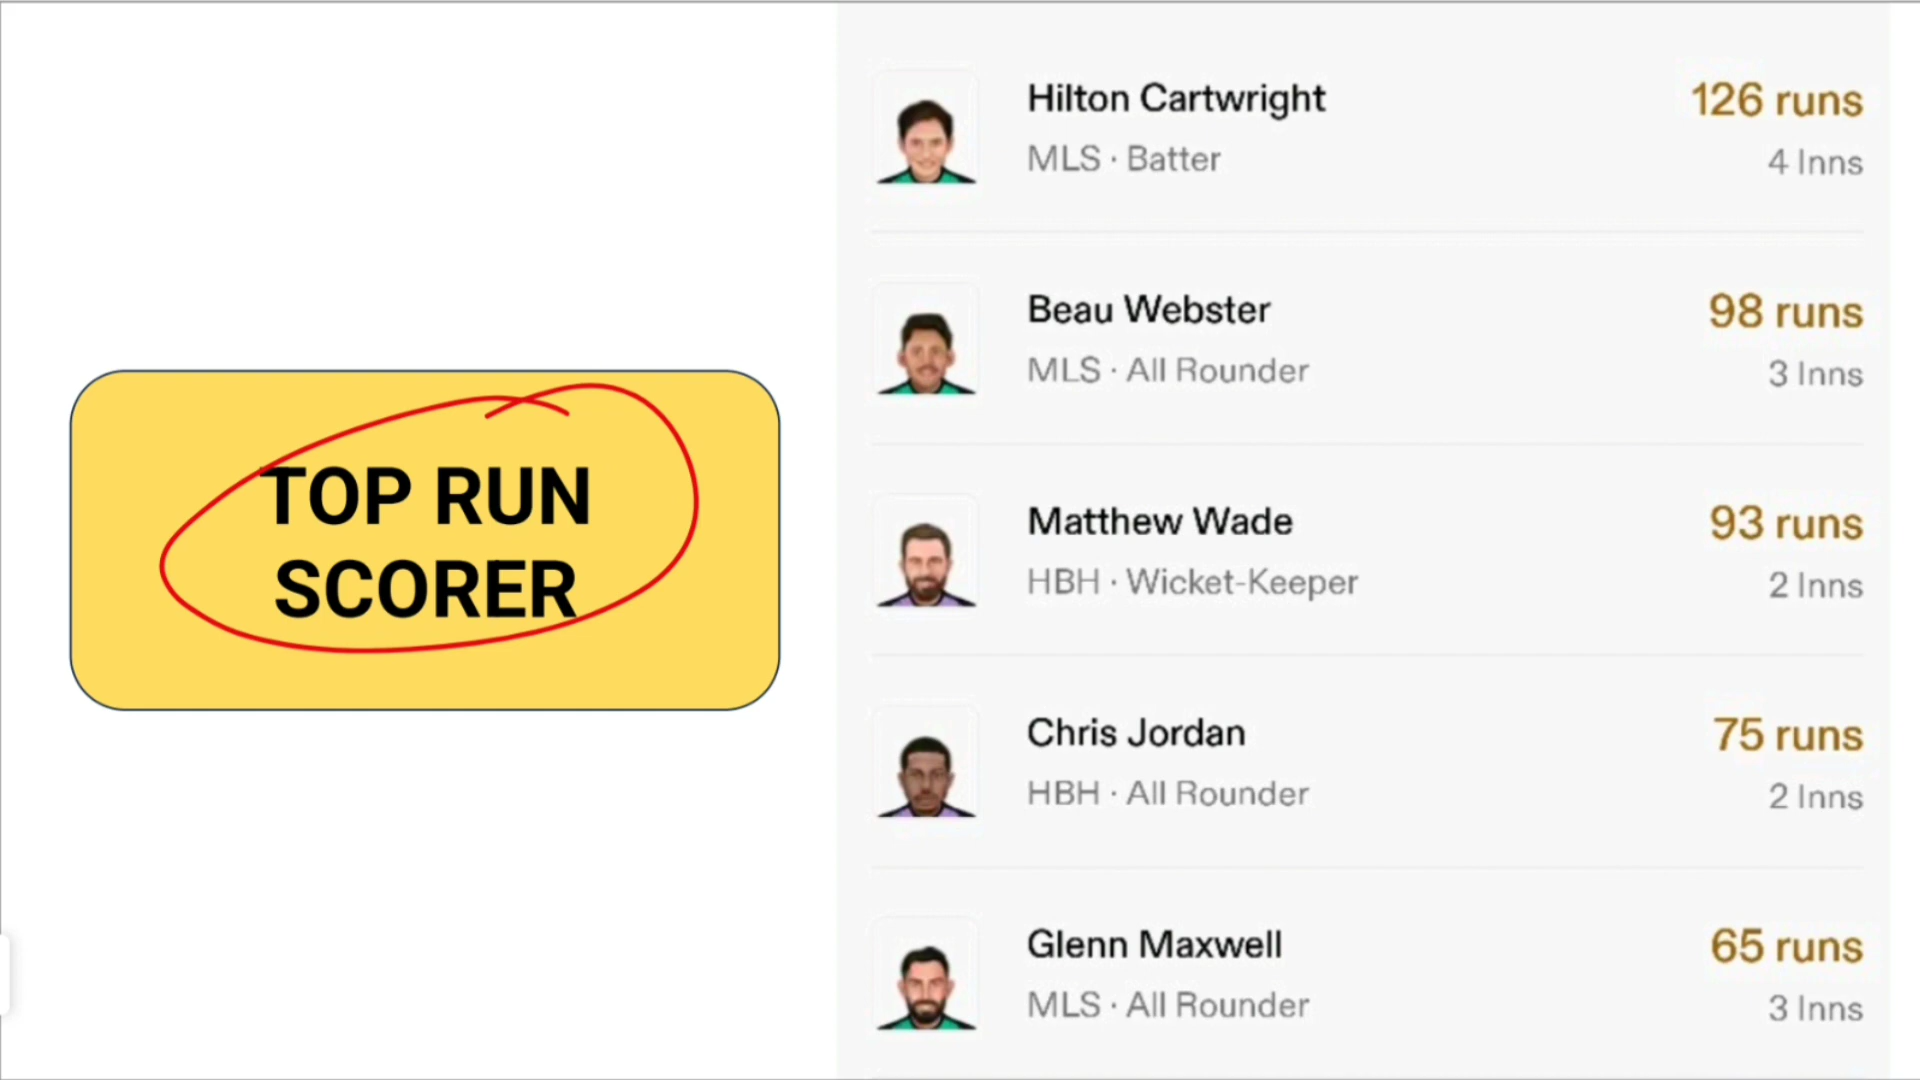 TOP RUN
SCORER
Hilton Cartwright
126 runs
MLS · Batter
4 Inns
Beau Webster
98 runs
MLS · All Rounder
3 Inns
Matthew Wade
93 runs
HBH · Wicket-Keeper
2 Inns
Chris Jordan
75 runs
HBH · All Rounder
2 Inns
Glenn Maxwell
65 runs
MLS · All Rounder
3 Inns